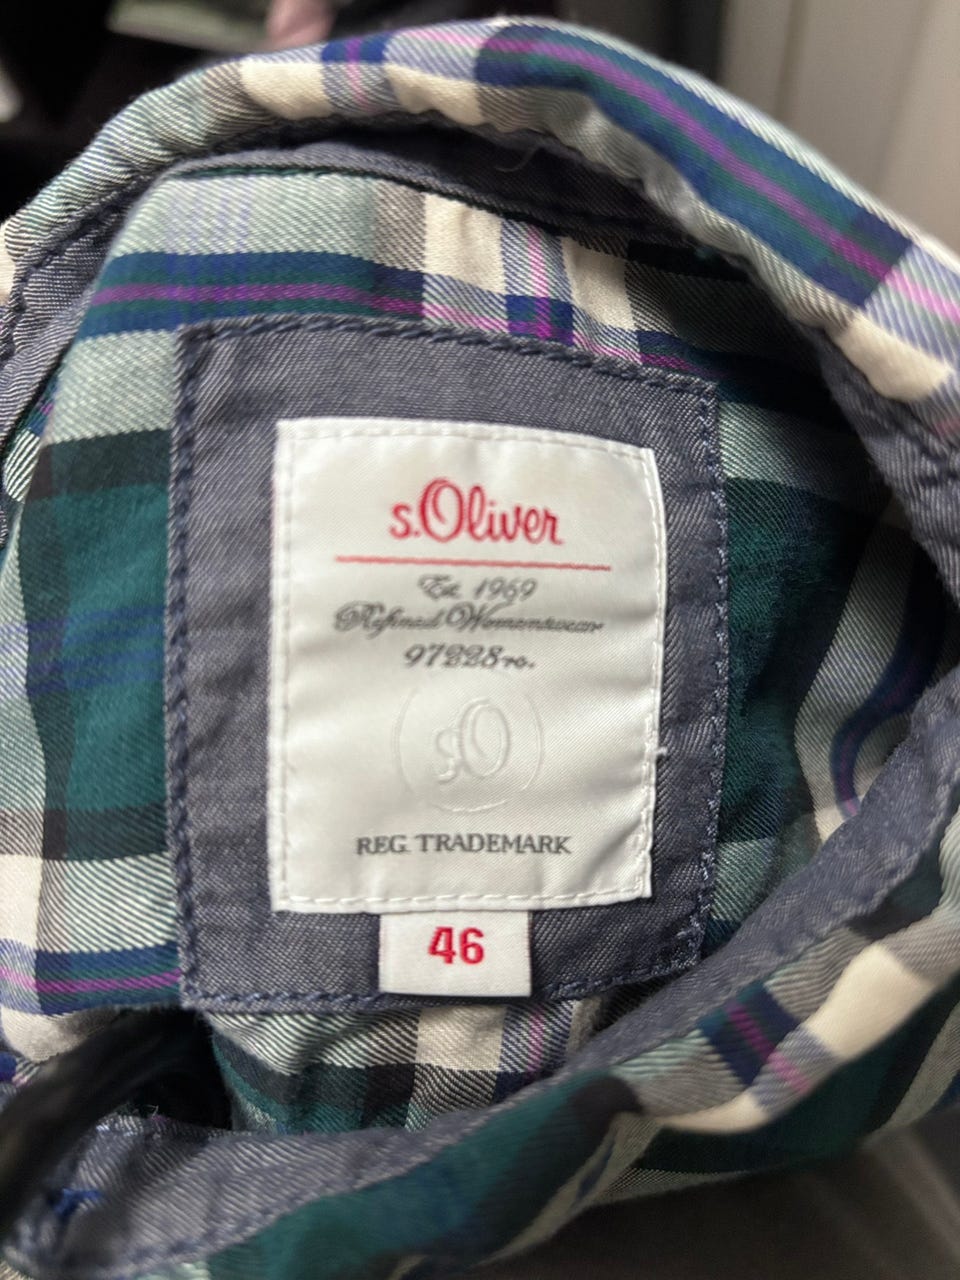 s.Oliver
Est. 1969
Refined Womenswear
97228 ro.
sO
REG. TRADEMARK
46